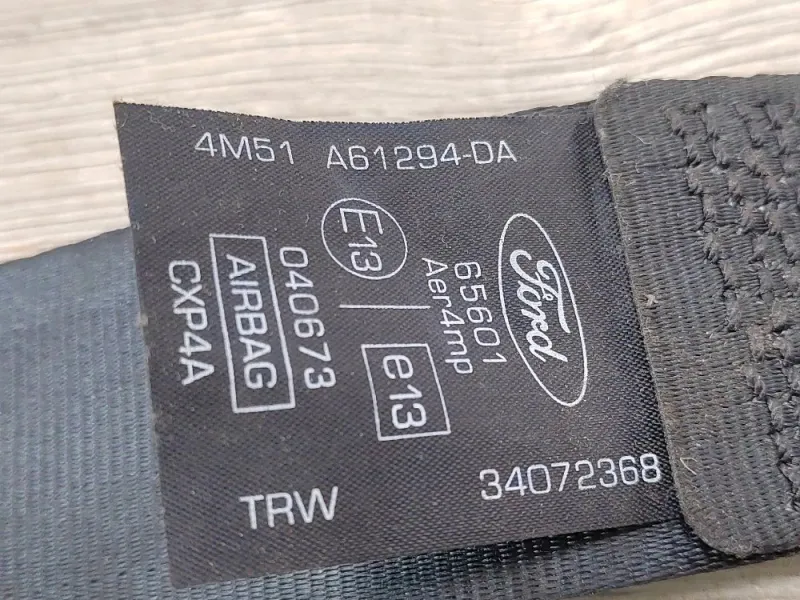 4M51 A61294-DA
E13
040673
AIRBAG
CXP4A
Ford
65601
Aer4mp
e13
TRW
34072368